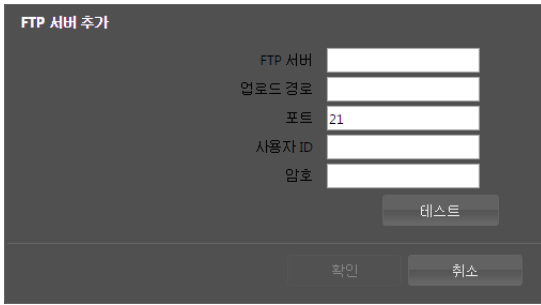 FTP 서버 추가
FTP 서버
업로드 경로
포트 21
사용자 ID
암호
테스트
확인 취소